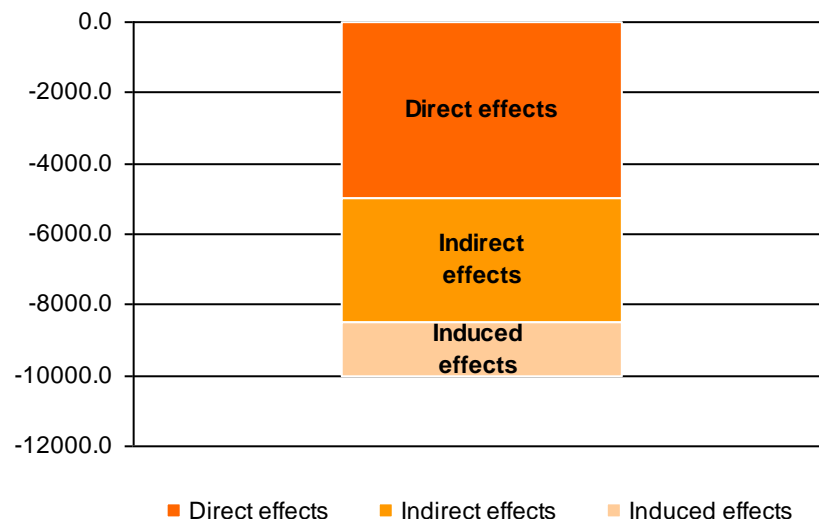 0.0
-2000.0
-4000.0
-6000.0
-8000.0
-10000.0
-12000.0
Direct effects
Indirect
effects
Induced
effects
Direct effects
Indirect effects
Induced effects